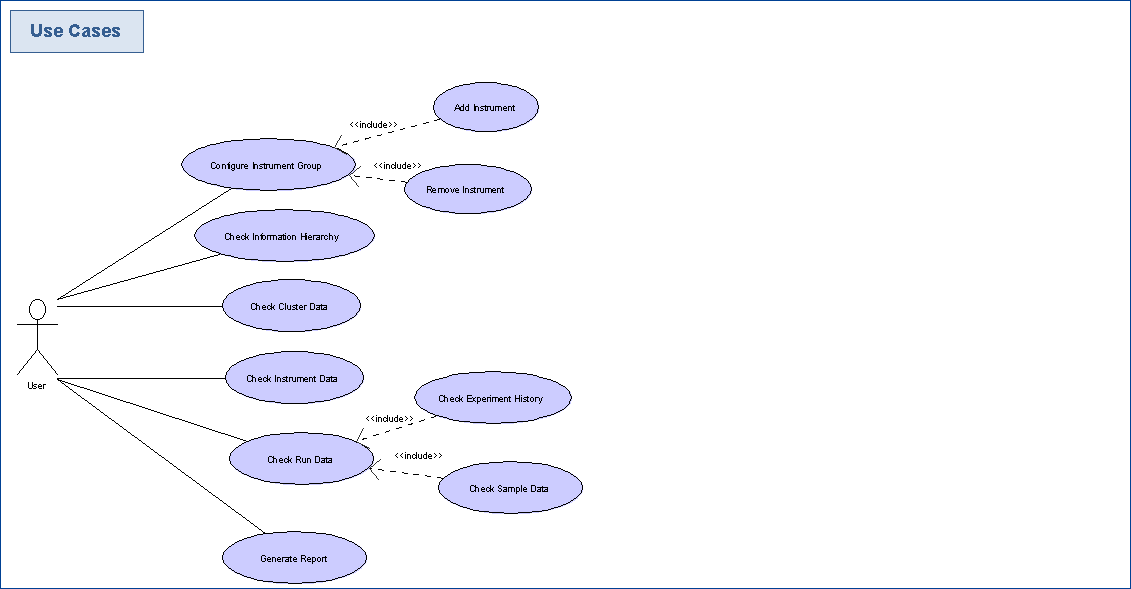 Use Cases
Add Instrument
<<include>>
Configure Instrument Group
<<include>>
Remove Instrument
Check Information Hierarchy
Check Cluster Data
Check Instrument Data
User
Check Experiment History
<<include>>
Check Run Data
<<include>>
Check Sample Data
Generate Report